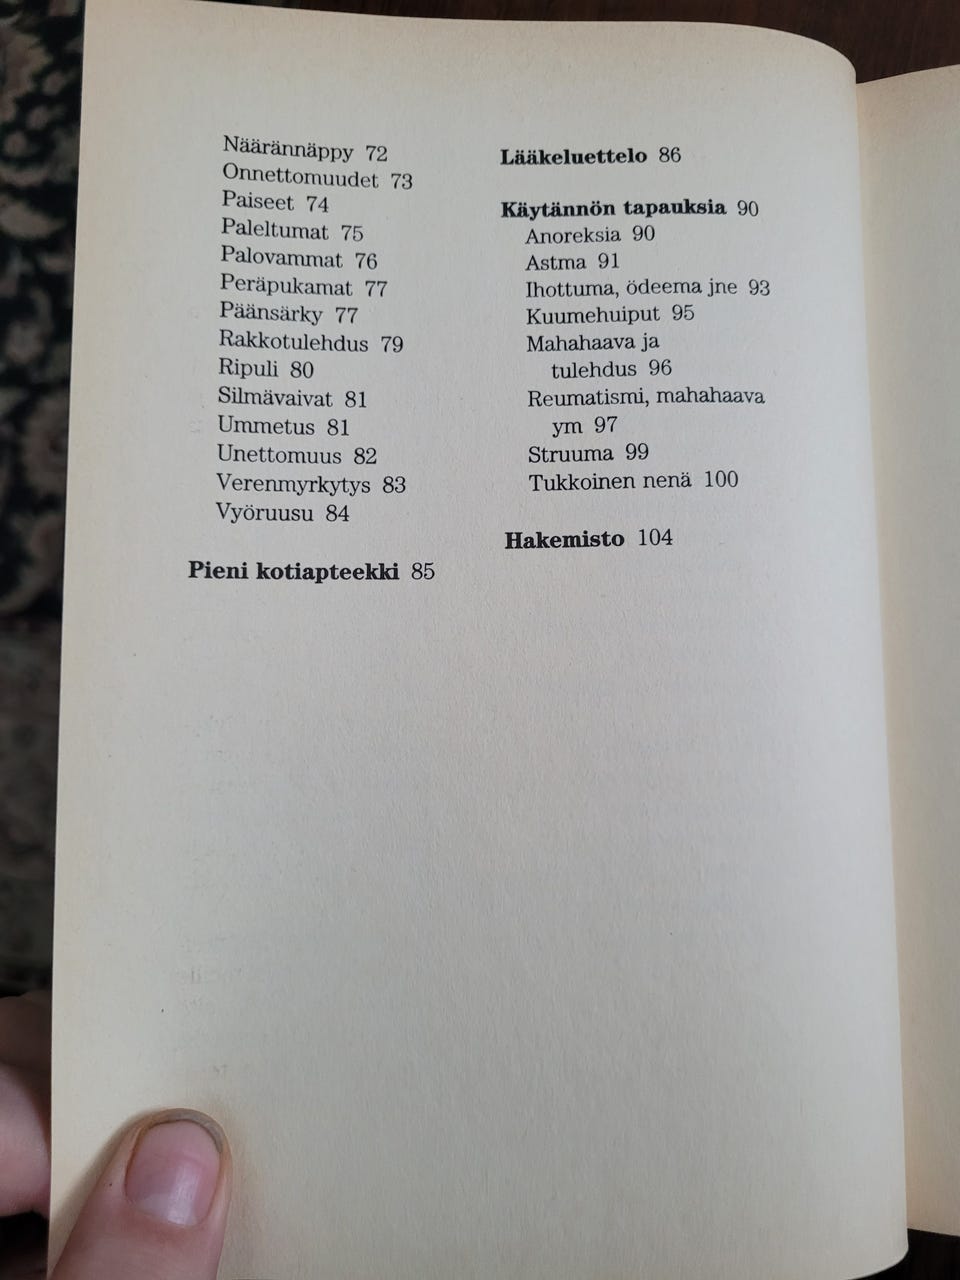 Näärännäppy 72
Onnettomuudet 73
Paiseet 74
Paleltumat 75
Palovammat 76
Peräpukamat 77
Päänsärky 77
Rakkotulehdus 79
Ripuli 80
Silmävaivat 81
Ummetus 81
Unettomuus 82
Verenmyrkytys 83
Vyöruusu 84
Pieni kotiapteekki 85
Lääkeluettelo 86
Käytännön tapauksia 90
Anoreksia 90
Astma 91
Ihottuma, ödeema jne 93
Kuumehuiput 95
Mahahaava ja
tulehdus 96
Reumatismi, mahahaava
ym 97
Struuma 99
Tukkoinen nenä 100
Hakemisto 104